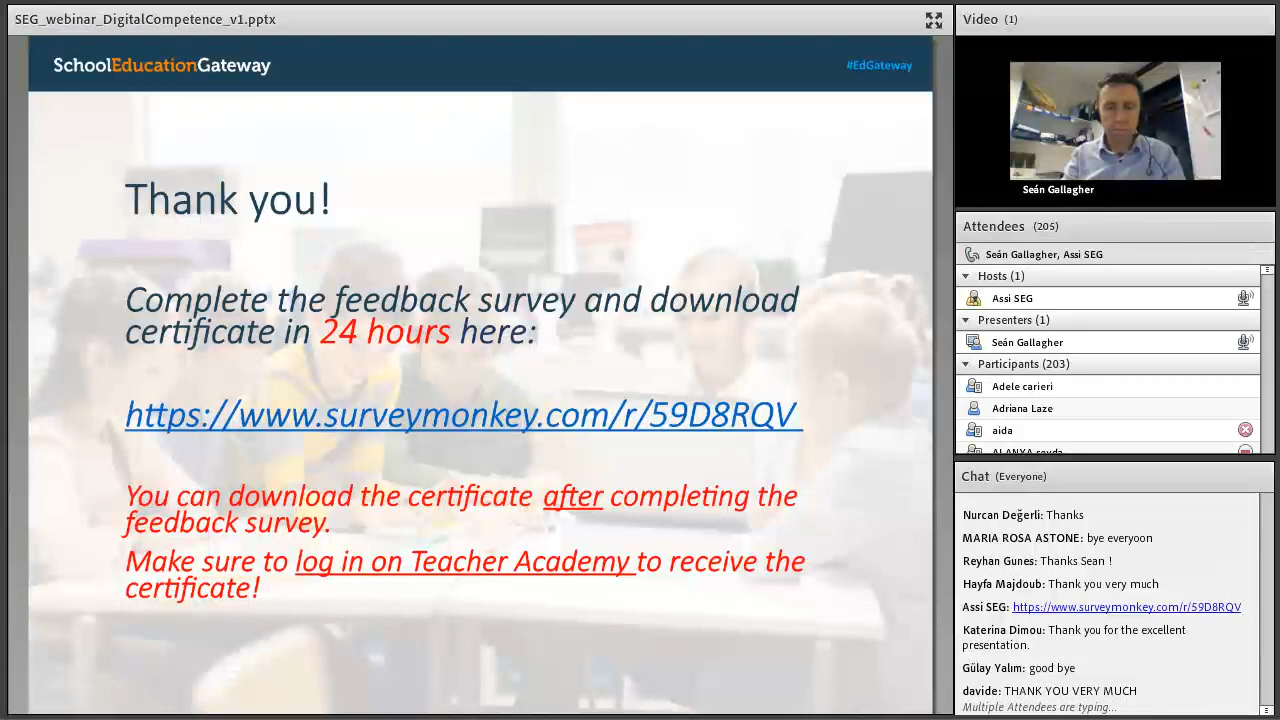 SEG_webinar_DigitalCompetence_v1.pptx
SchoolEducationGateway
#EdGateway
Thank you!
Complete the feedback survey and download
certificate in 24 hours here:
https://www.surveymonkey.com/r/59D8RQV
You can download the certificate after completing the
feedback survey.
Make sure to log in on Teacher Academy to receive the
certificate!
Video (1)
Seán Gallagher
Attendees (205)
Seán Gallagher, Assi SEG
Hosts (1)
Assi SEG
Presenters (1)
Seán Gallagher
Participants (203)
Adele carieri
Adriana Laze
aida
ALANYA sevda
Chat (Everyone)
Nurcan Değerli: Thanks
MARIA ROSA ASTONE: bye everyoon
Reyhan Gunes: Thanks Sean !
Hayfa Majdoub: Thank you very much
Assi SEG: https://www.surveymonkey.com/r/59D8RQV
Katerina Dimou: Thank you for the excellent
presentation.
Gülay Yalım: good bye
davide: THANK YOU VERY MUCH
Multiple Attendees are typing...